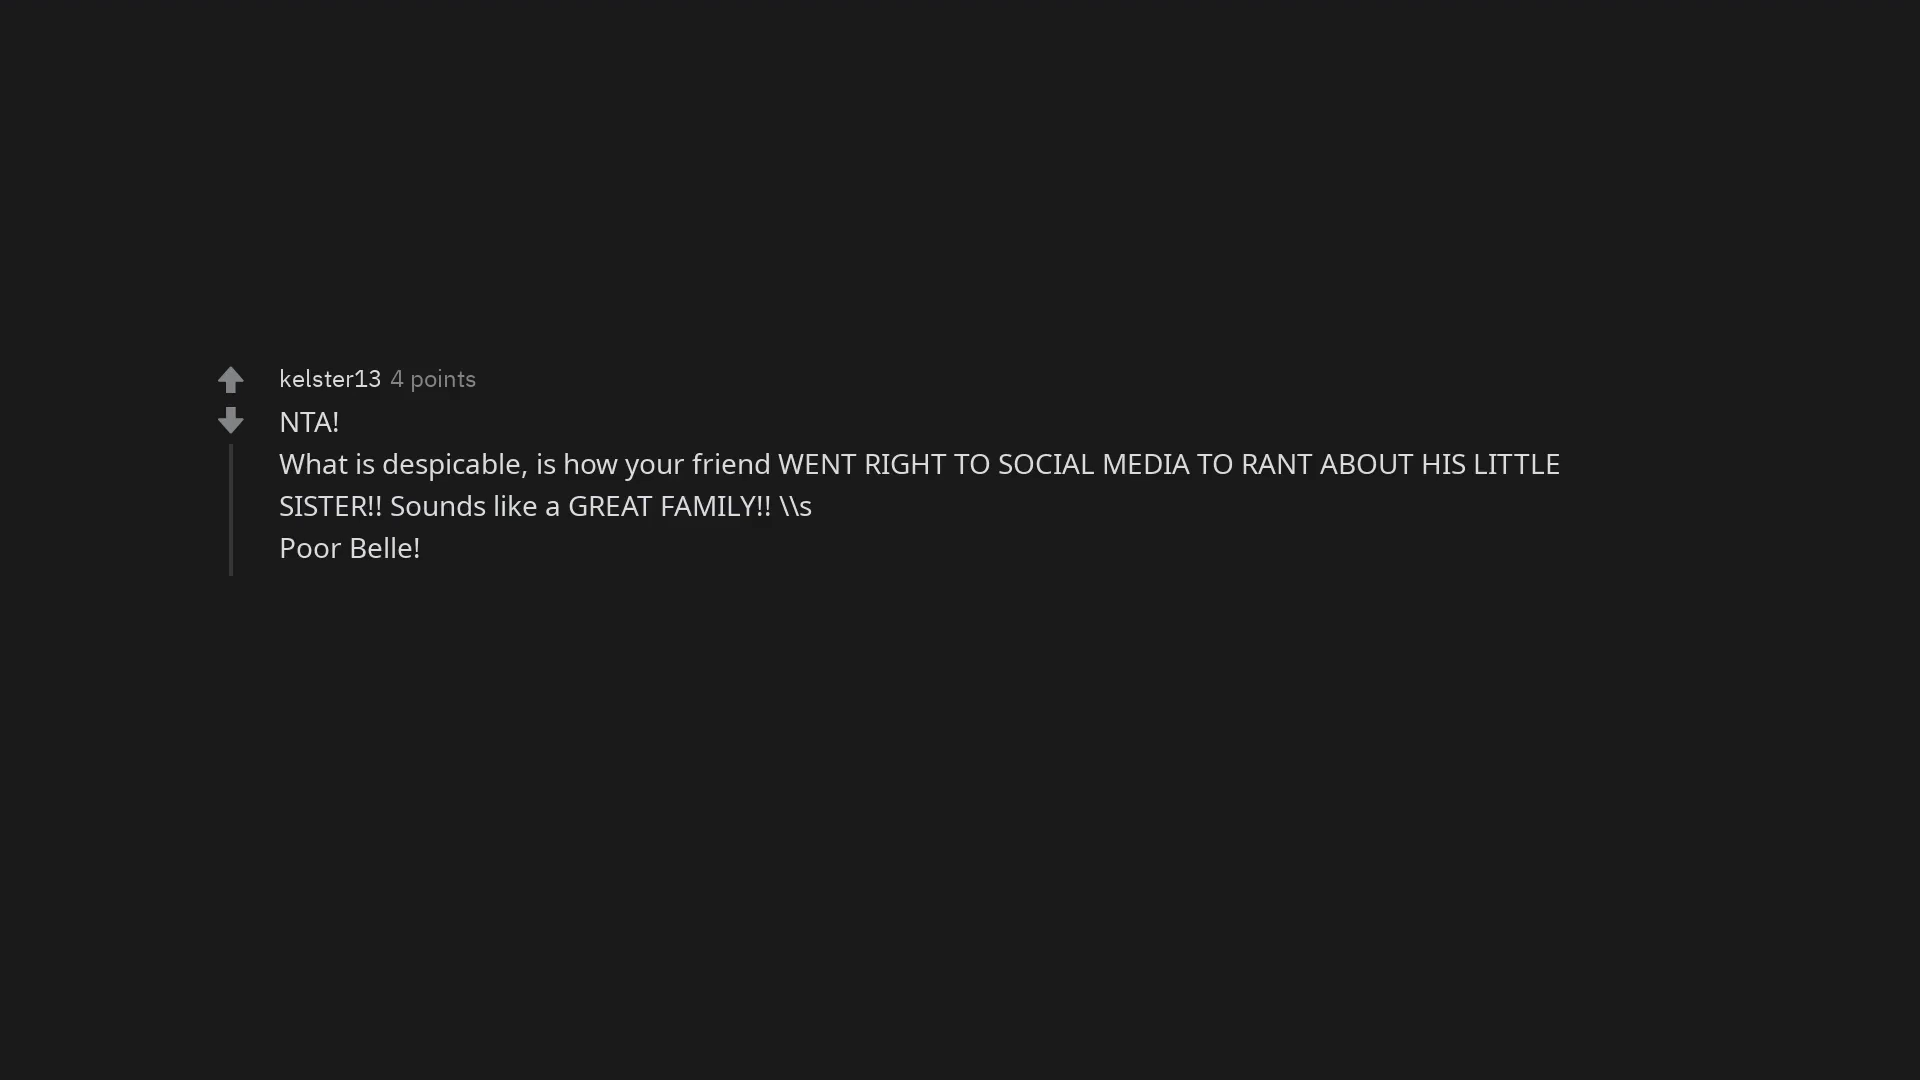 kelster13 4 points
NTA!
What is despicable, is how your friend WENT RIGHT TO SOCIAL MEDIA TO RANT ABOUT HIS LITTLE
SISTER!! Sounds like a GREAT FAMILY!! \\s
Poor Belle!